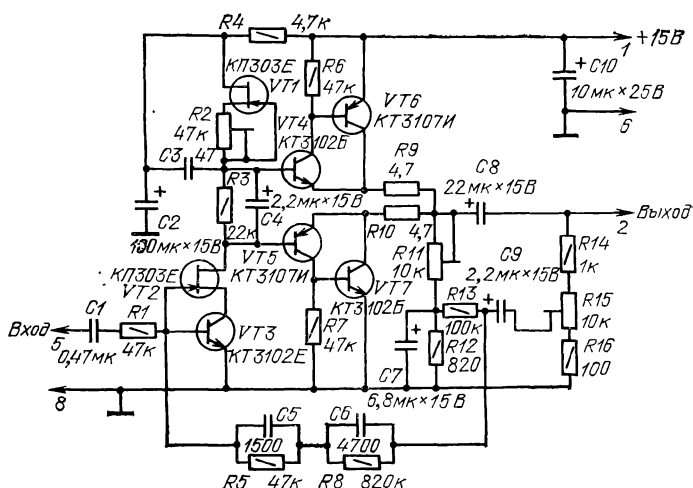 R4
4,7к
1
+15В
КП303Е
VT1
R6
47к
C10
10мк×25В
6
VT6
КТ3107И
R2
47к
VT4
КТ3102Б
C3
47
R9
4,7
C8
22мк×15В
R3
22к
2,2мк×15В
C4
C2
100мк×15В
R10
4,7
2
Выход
КП303Е
VT2
VT5
КТ3107И
R11
10к
C9
2,2мк×15В
R14
1к
VT7
КТ3102Б
R13
100к
R15
10к
C1
R1
Вход
5
0,47мк
47к
VT3
КТ3102Е
R7
47к
R12
820
R16
100
C7
6,8мк×15В
8
C5
1500
C6
4700
R5
47к
R8
820к